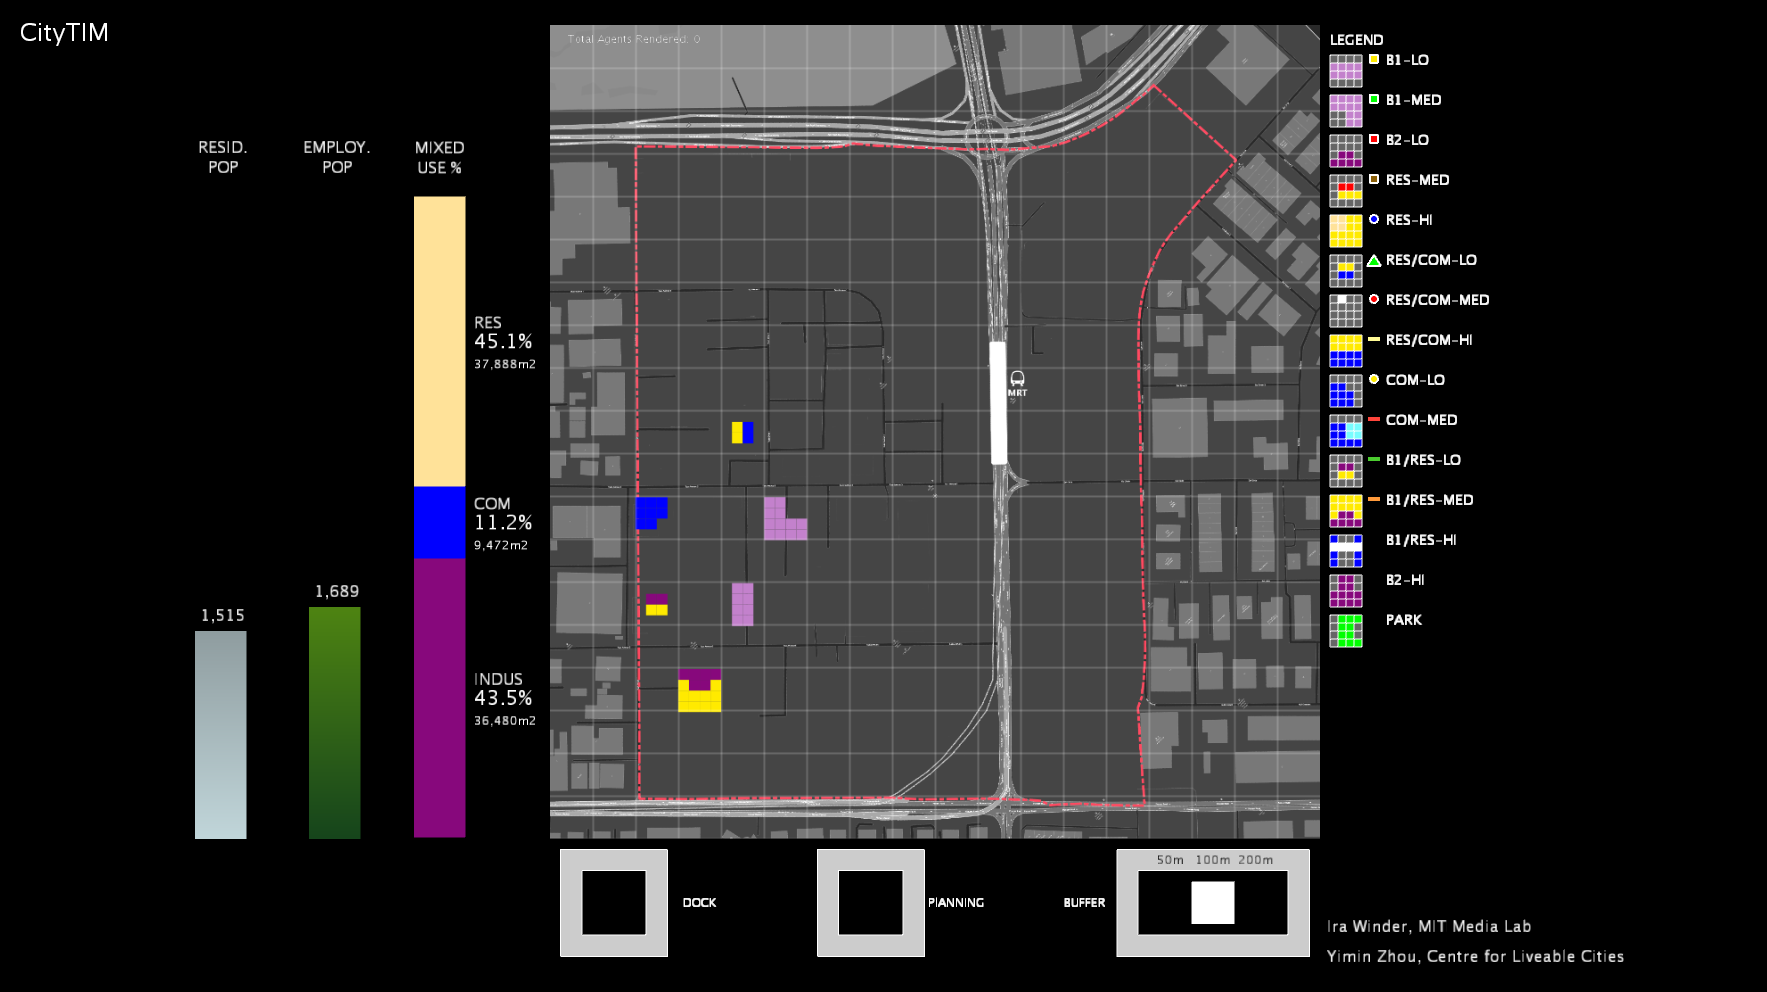 CityTIM
Total Agents Rendered: 0
RESID.
POP
EMPLOY.
POP
MIXED
USE %
RES
45.1%
37,888m2
COM
11.2%
9,472m2
INDUS
43.5%
36,480m2
1,515
1,689
MRT
LEGEND
B1-LO
B1-MED
B2-LO
RES-MED
RES-HI
RES/COM-LO
RES/COM-MED
RES/COM-HI
COM-LO
COM-MED
B1/RES-LO
B1/RES-MED
B1/RES-HI
B2-HI
PARK
DOCK
PlANNING
BUFFER
50m 100m 200m
Ira Winder, MIT Media Lab
Yimin Zhou, Centre for Liveable Cities